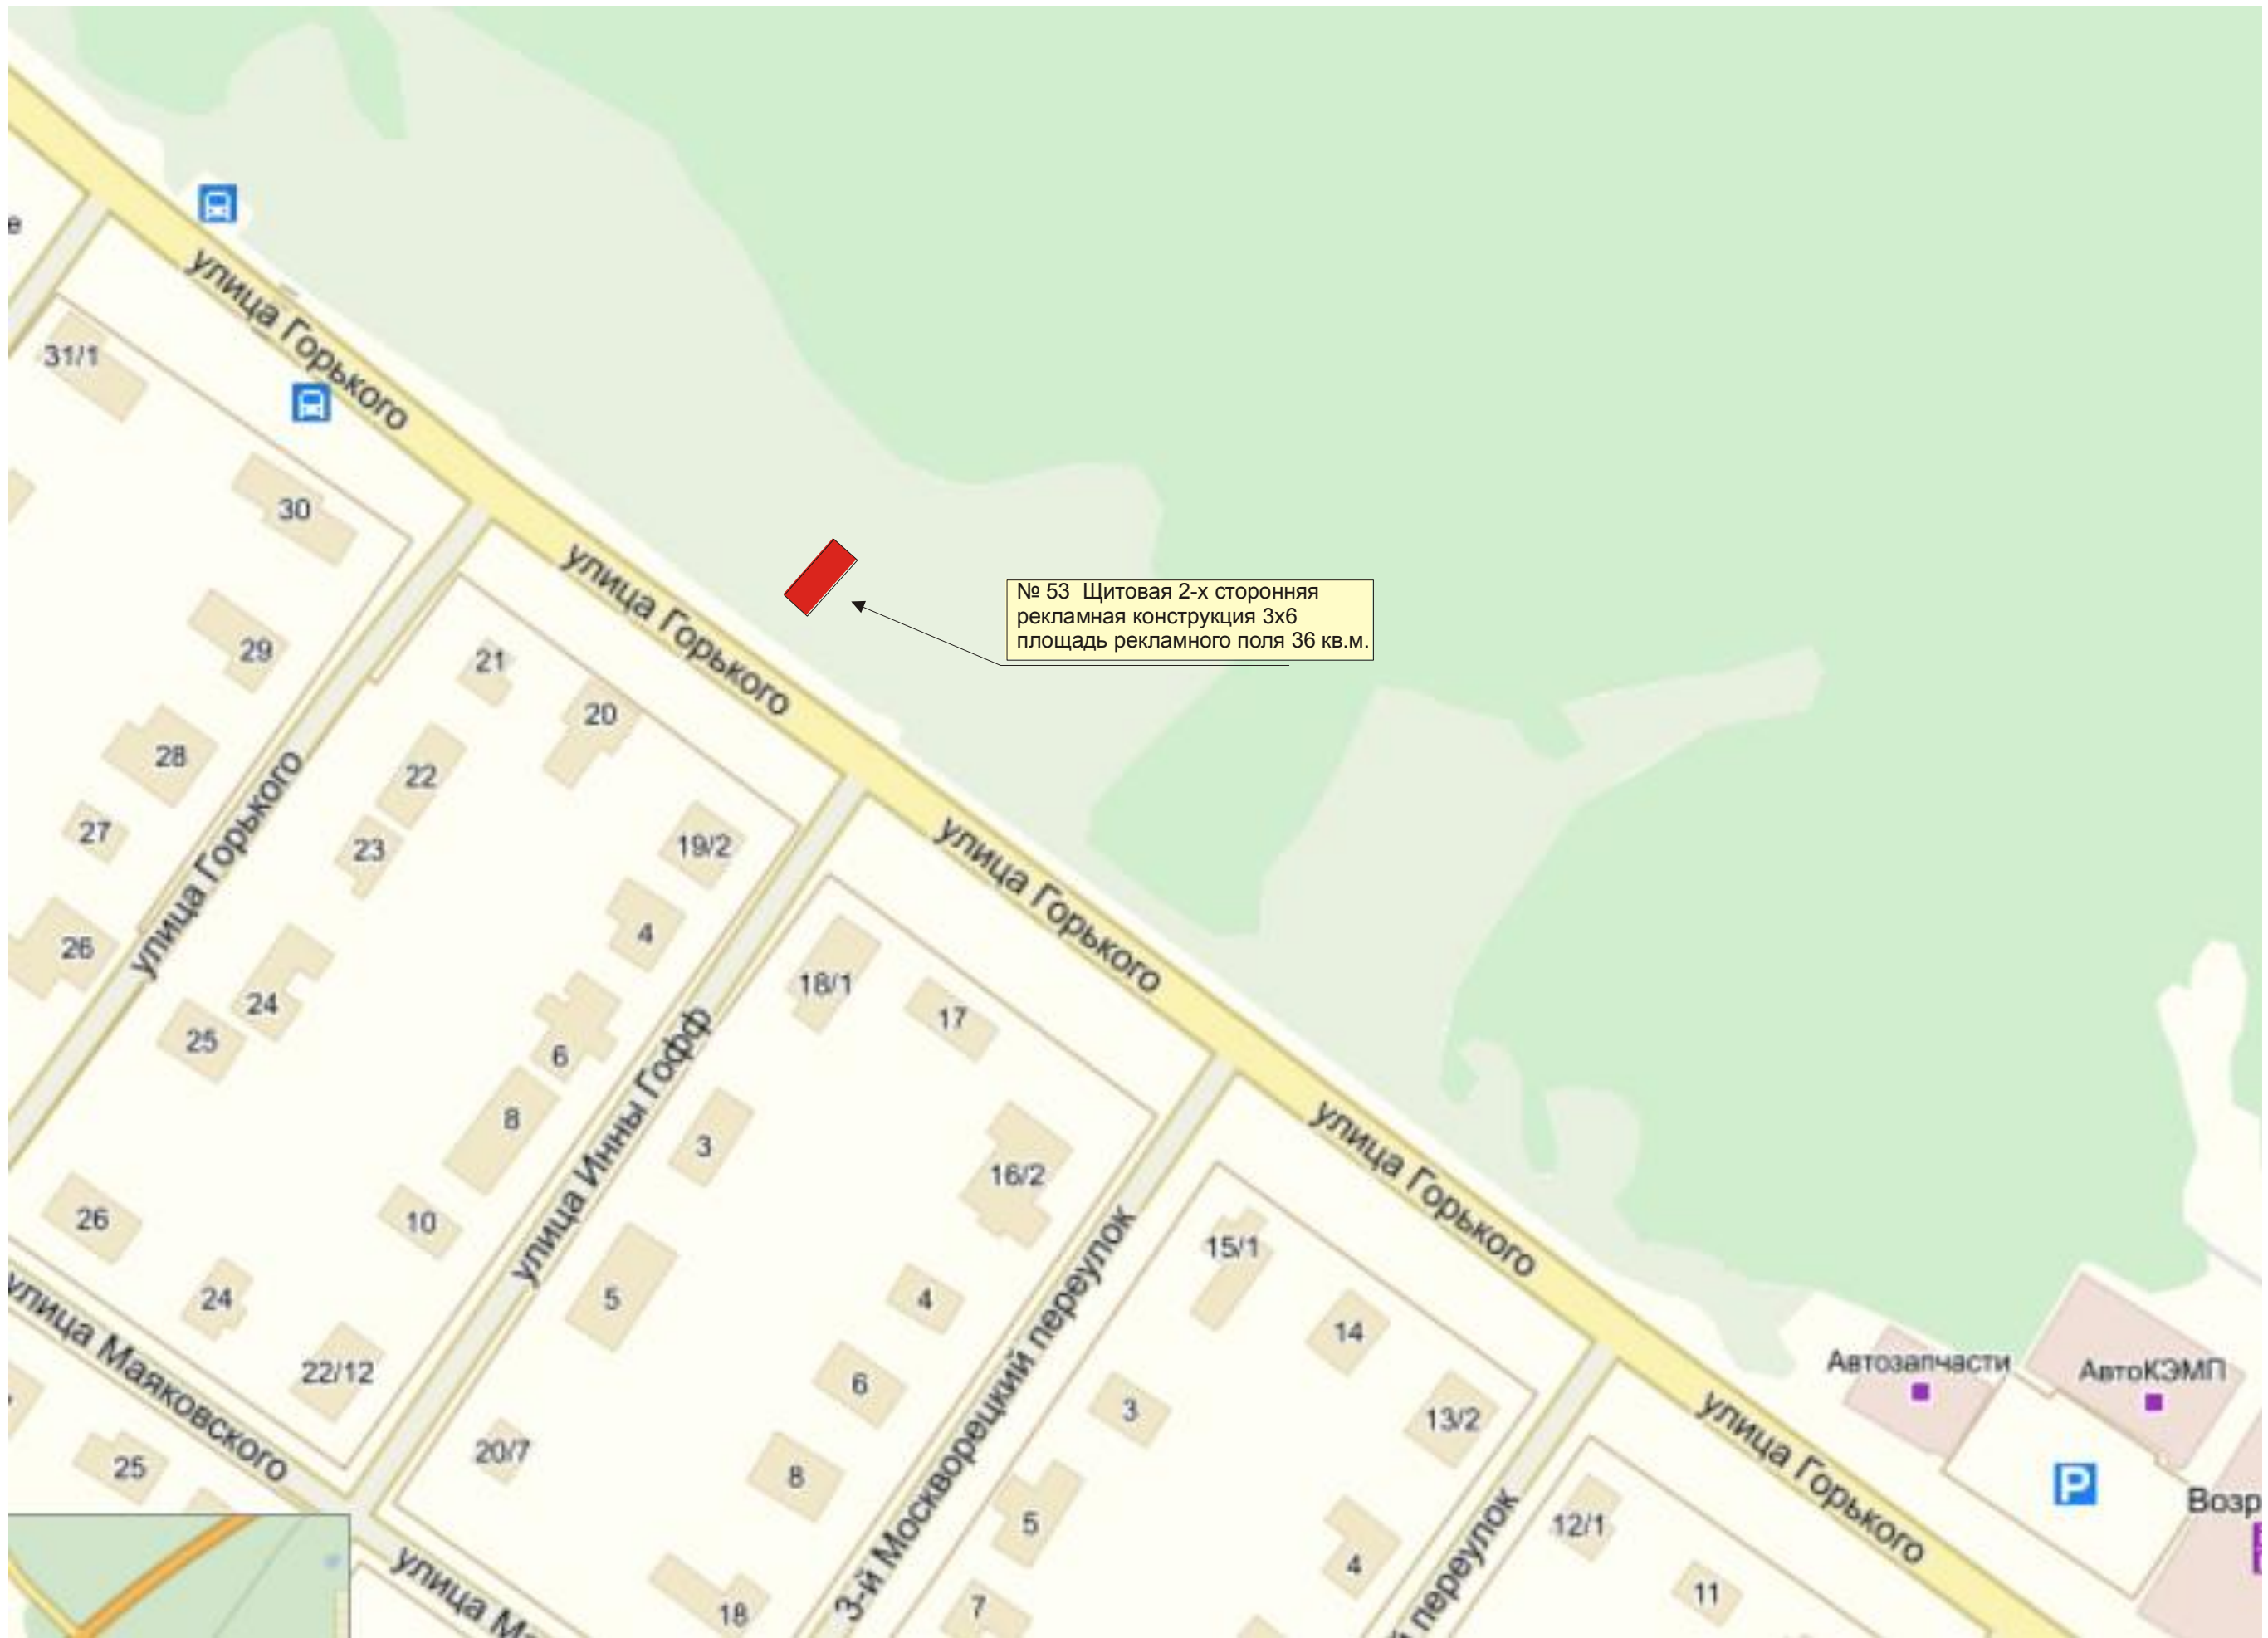 е
улица Горького
31/1
30
№ 53 Щитовая 2-х сторонняя
рекламная конструкция 3х6
площадь рекламного поля 36 кв.м.
улица Горького
29
21
20
28
22
27
23
19/2
улица Горького
улица Горького
26
4
24
18/1
17
25
6
8
3
улица Инны Гофф
16/2
улица Горького
26
10
15/1
24
5
4
14
22/12
6
3
13/2
Автозапчасти
АвтоКЭМП
улица Маяковского
25
20/7
8
3-й Москворецкий переулок
5
12/1
улица Горького
P
Возр
4
й переулок
11
улица Ма
18
7